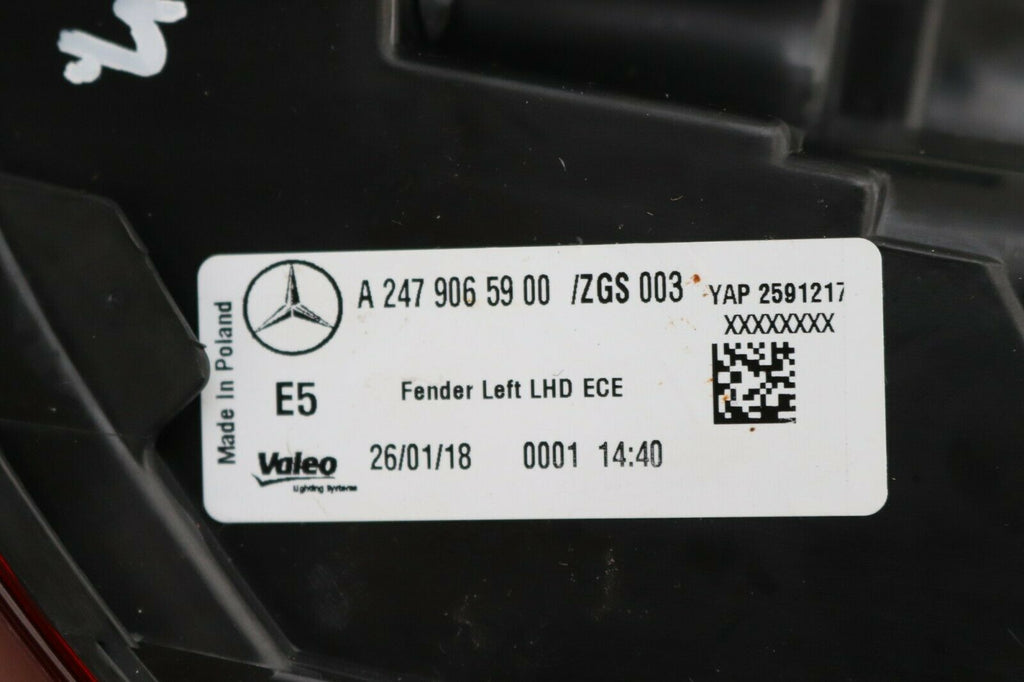 A 247 906 59 00 /ZGS 003
YAP 2591217
XXXXXXXX
Made In Poland
E5
Fender Left LHD ECE
Valeo
Lighting Systems
26/01/18 0001 14:40